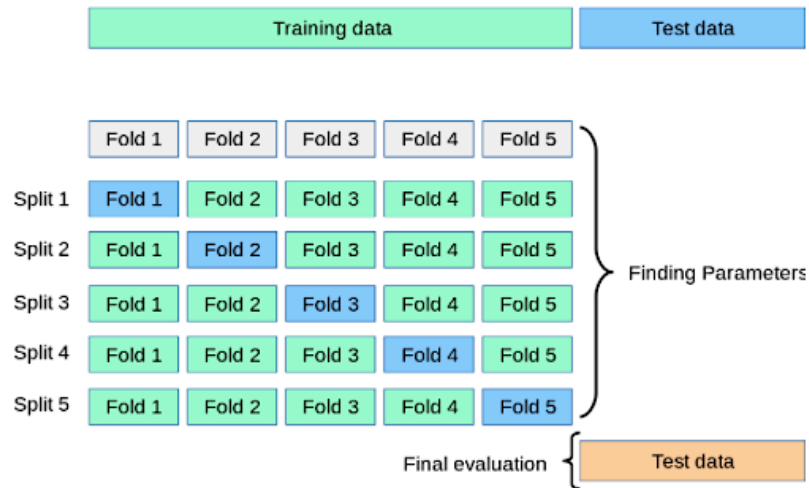 Training data Test data
Fold 1 Fold 2 Fold 3 Fold 4 Fold 5
Split 1 Fold 1 Fold 2 Fold 3 Fold 4 Fold 5
Split 2 Fold 1 Fold 2 Fold 3 Fold 4 Fold 5
Finding Parameters
Split 3 Fold 1 Fold 2 Fold 3 Fold 4 Fold 5
Split 4 Fold 1 Fold 2 Fold 3 Fold 4 Fold 5
Split 5 Fold 1 Fold 2 Fold 3 Fold 4 Fold 5
Final evaluation Test data